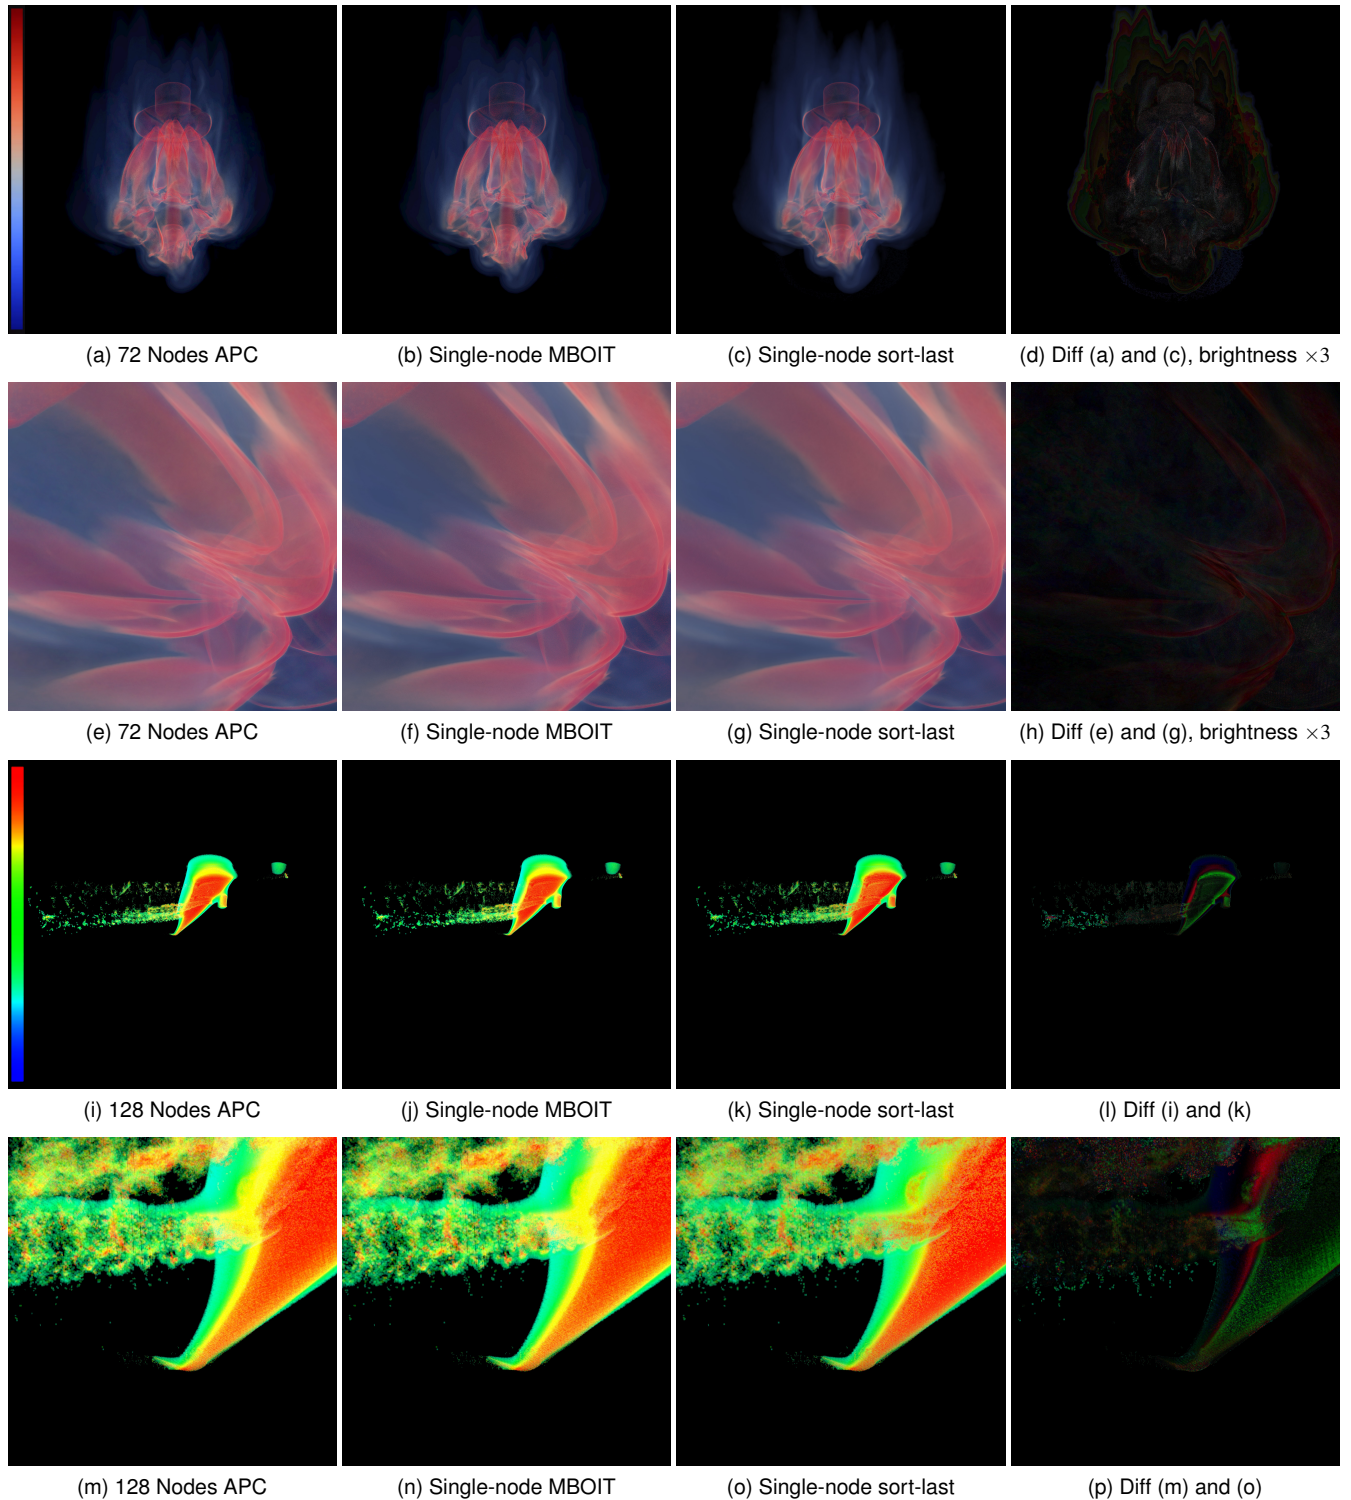 (a) 72 Nodes APC
(b) Single-node MBOIT
(c) Single-node sort-last
(d) Diff (a) and (c), brightness ×3
(e) 72 Nodes APC
(f) Single-node MBOIT
(g) Single-node sort-last
(h) Diff (e) and (g), brightness ×3
(i) 128 Nodes APC
(j) Single-node MBOIT
(k) Single-node sort-last
(l) Diff (i) and (k)
(m) 128 Nodes APC
(n) Single-node MBOIT
(o) Single-node sort-last
(p) Diff (m) and (o)